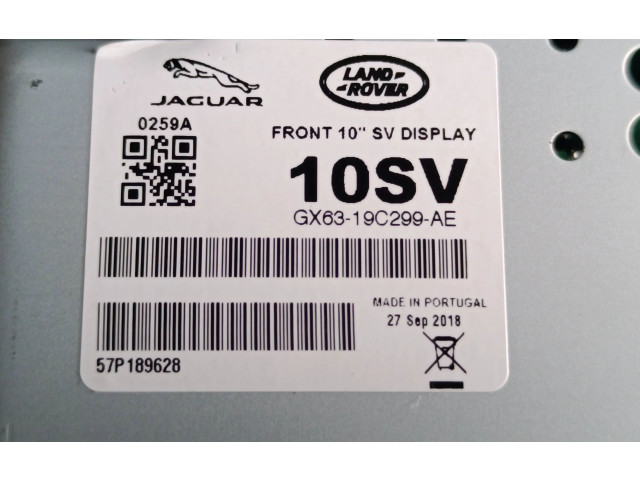 JAGUAR
LAND ROVER
0259A
FRONT 10" SV DISPLAY
10SV
GX63-19C299-AE
MADE IN PORTUGAL
27 Sep 2018
57P189628